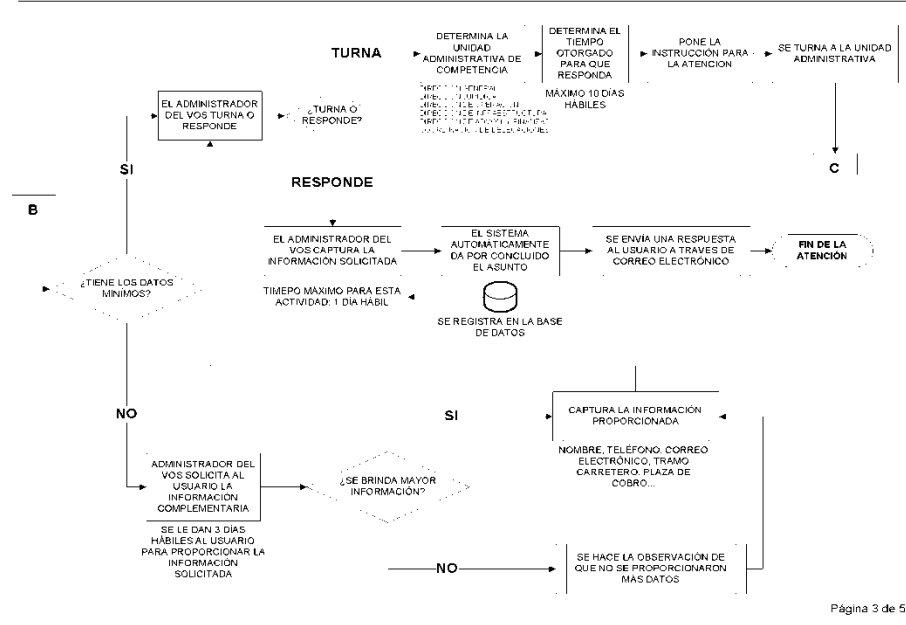 TURNA
DETERMINA LA
UNIDAD
ADMINISTRATIVA DE
COMPETENCIA
DETERMINA EL
TIEMPO
OTORGADO
PARA QUE
RESPONDA
MÁXIMO 10 DÍAS
HÁBILES
PONE LA
INSTRUCCIÓN PARA
LA ATENCION
SE TURNA A LA UNIDAD
ADMINISTRATIVA
DIRECCION GENERAL
EL ADMINISTRADOR
DEL VOS TURNA O
RESPONDE
¿TURNA O
RESPONDE?
SI
C
B
RESPONDE
EL ADMINISTRADOR DEL
VOS CAPTURA LA
INFORMACIÓN SOLICITADA
EL SISTEMA
AUTOMÁTICAMENTE
DA POR CONCLUIDO
EL ASUNTO
SE ENVÍA UNA RESPUESTA
AL USUARIO A TRAVES DE
CORREO ELECTRÓNICO
FIN DE LA
ATENCIÓN
¿TIENE LOS DATOS
MINIMOS?
TIMEPO MÁXIMO PARA ESTA
ACTIVIDAD: 1 DÍA HÁBIL
SE REGISTRA EN LA BASE
DE DATOS
NO
SI
CAPTURA LA INFORMACIÓN
PROPORCIONADA
NOMBRE, TELÉFONO, CORREO
ELECTRÓNICO, TRAMO
CARRETERO, PLAZA DE
COBRO...
ADMINISTRADOR DEL
VOS SOLICITA AL
USUARIO LA
INFORMACIÓN
COMPLEMENTARIA
¿SE BRINDA MAYOR
INFORMACIÓN?
SE LE DAN 3 DÍAS
HÁBILES AL USUARIO
PARA PROPORCIONAR LA
INFORMACIÓN
SOLICITADA
NO
SE HACE LA OBSERVACIÓN DE
QUE NO SE PROPORCIONARON
MÁS DATOS
Página 3 de 5